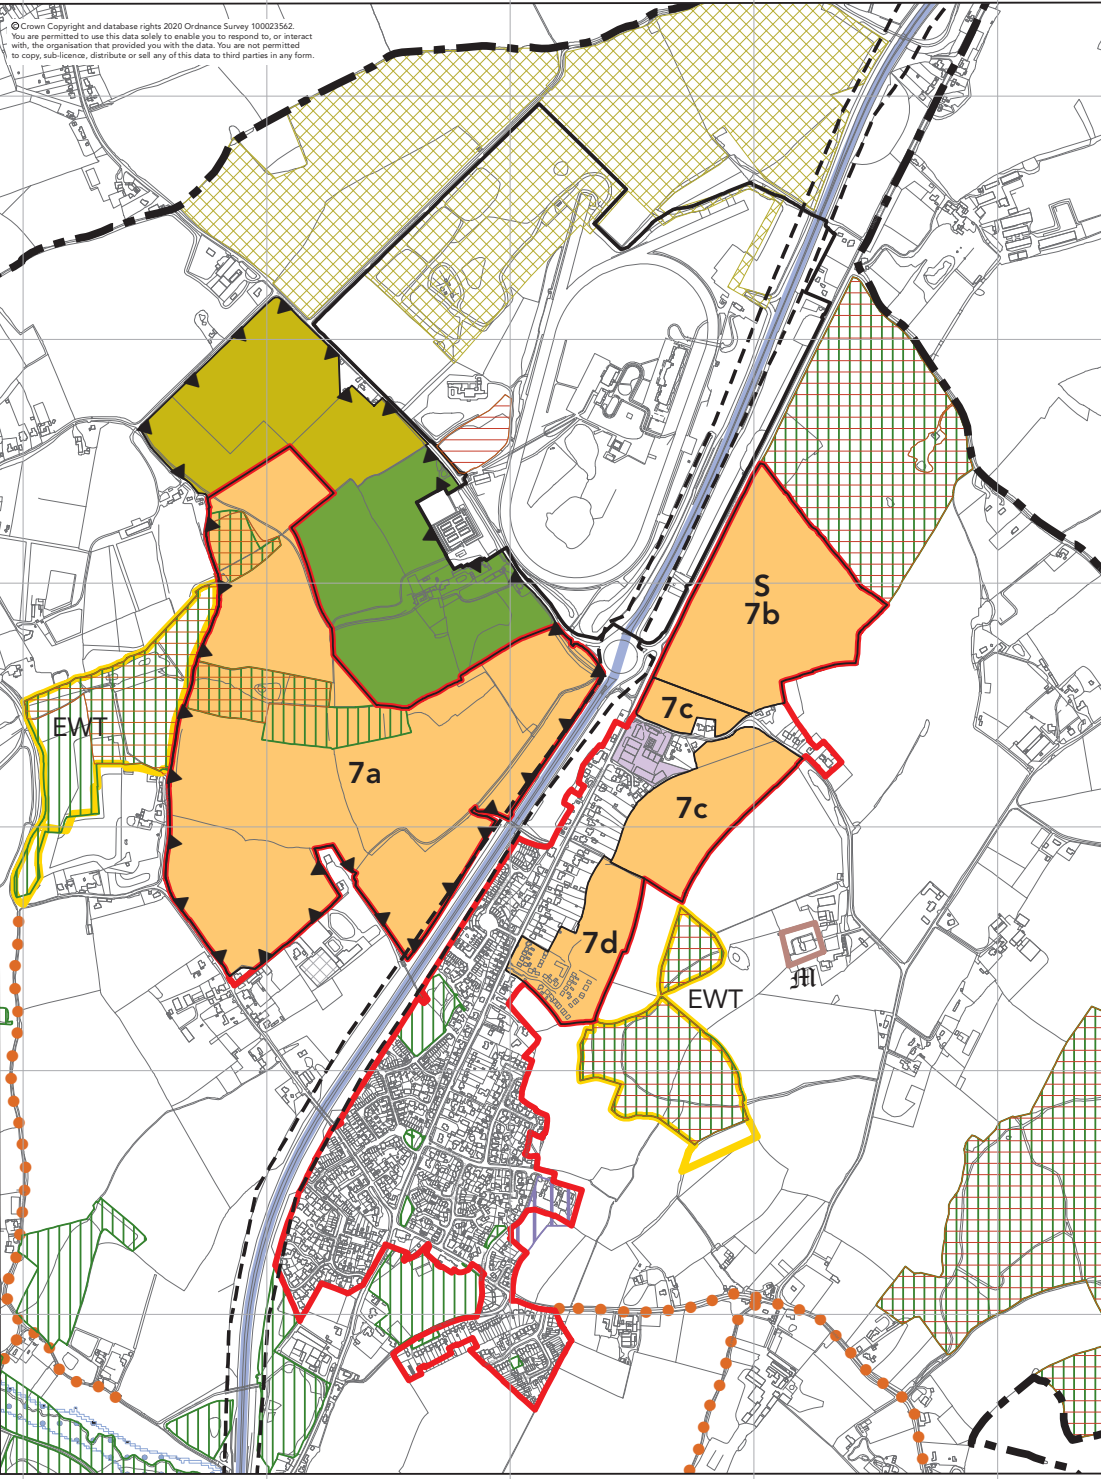 © Crown Copyright and database rights 2020 Ordnance Survey 100023562.
You are permitted to use this data solely to enable you to respond to, or interact
with, the organisation that provided you with the data. You are not permitted
to copy, sub-licence, distribute or sell any of this data to third parties in any form.
S
7b
7c
EWT
7a
7c
7d
M
EWT